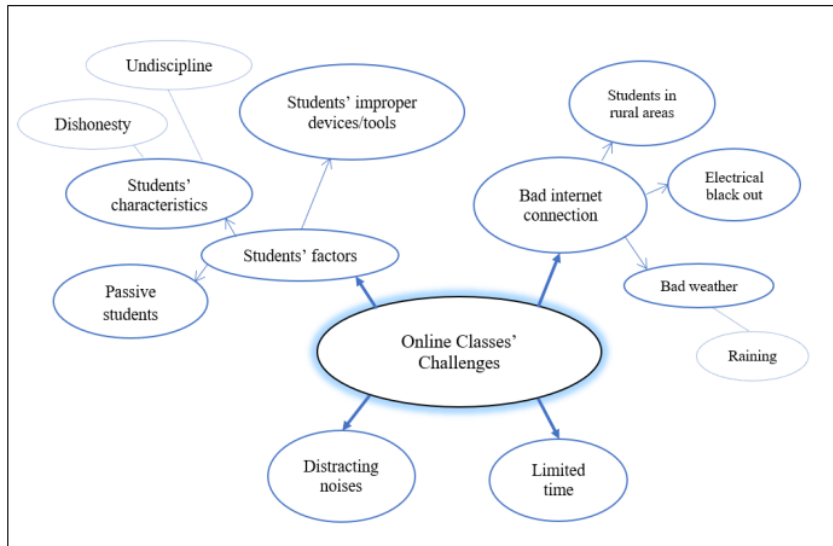 Undiscipline
Dishonesty
Students’ improper
devices/tools
Students’
characteristics
Students’ factors
Passive
students
Students in
rural areas
Bad internet
connection
Electrical
black out
Bad weather
Raining
Online Classes’
Challenges
Distracting
noises
Limited
time